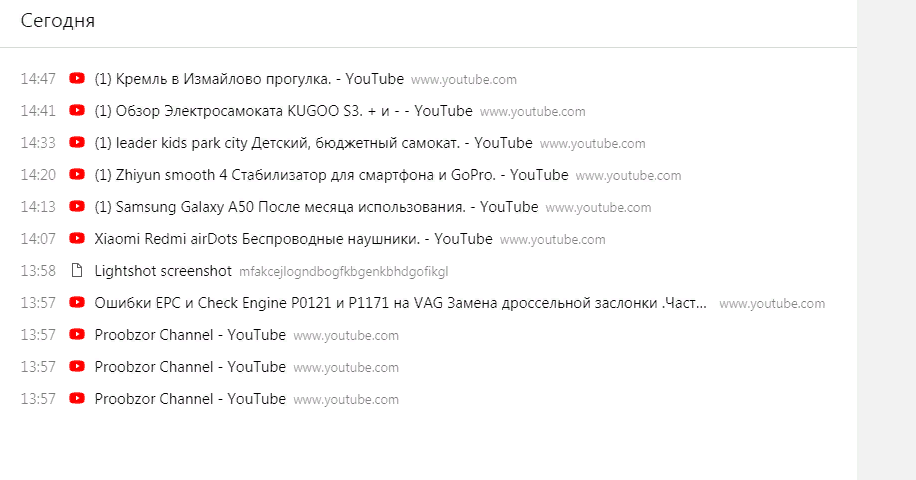 Сегодня
14:47 (1) Кремль в Измайлово прогулка. - YouTube www.youtube.com
14:41 (1) Обзор Электросамоката KUGOO S3. + и - - YouTube www.youtube.com
14:33 (1) leader kids park city Детский, бюджетный самокат. - YouTube www.youtube.com
14:20 (1) Zhiyun smooth 4 Стабилизатор для смартфона и GoPro. - YouTube www.youtube.com
14:13 (1) Samsung Galaxy A50 После месяца использования. - YouTube www.youtube.com
14:07 Xiaomi Redmi airDots Беспроводные наушники. - YouTube www.youtube.com
13:58 Lightshot screenshot mfakcejlogndbogfkbgenkbhdgofikgl
13:57 Ошибки EPC и Check Engine P0121 и P1171 на VAG Замена дроссельной заслонки .Част... www.youtube.com
13:57 Proobzor Channel - YouTube www.youtube.com
13:57 Proobzor Channel - YouTube www.youtube.com
13:57 Proobzor Channel - YouTube www.youtube.com